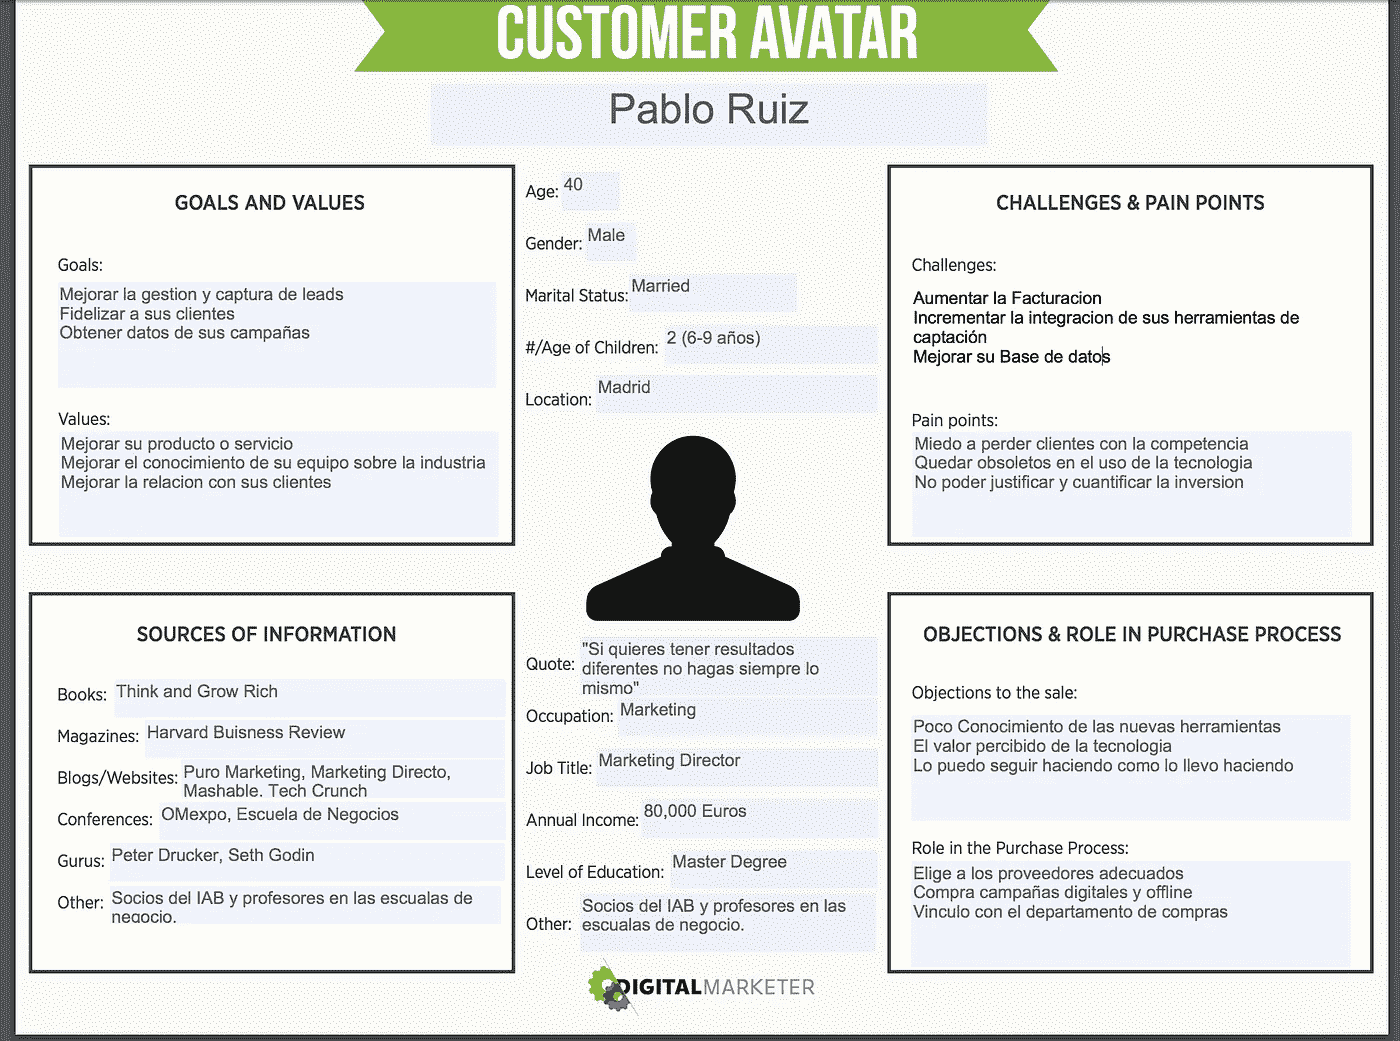 CUSTOMER AVATAR
Pablo Ruiz
GOALS AND VALUES
Goals:
Mejorar la gestion y captura de leads
Fidelizar a sus clientes
Obtener datos de sus campañas
Values:
Mejorar su producto o servicio
Mejorar el conocimiento de su equipo sobre la industria
Mejorar la relacion con sus clientes
Age: 40
Gender: Male
Marital Status: Married
#/Age of Children: 2 (6-9 años)
Location: Madrid
CHALLENGES & PAIN POINTS
Challenges:
Aumentar la Facturacion
Incrementar la integracion de sus herramientas de
captación
Mejorar su Base de datos
Pain points:
Miedo a perder clientes con la competencia
Quedar obsoletos en el uso de la tecnologia
No poder justificar y cuantificar la inversion
SOURCES OF INFORMATION
Books: Think and Grow Rich
Magazines: Harvard Buisness Review
Blogs/Websites: Puro Marketing, Marketing Directo,
Mashable. Tech Crunch
Conferences: OMexpo, Escuela de Negocios
Gurus: Peter Drucker, Seth Godin
Other: Socios del IAB y profesores en las escualas de
negocio.
Quote: "Si quieres tener resultados
diferentes no hagas siempre lo
mismo"
Occupation: Marketing
Job Title: Marketing Director
Annual Income: 80,000 Euros
Level of Education: Master Degree
Other: Socios del IAB y profesores en las
escualas de negocio.
OBJECTIONS & ROLE IN PURCHASE PROCESS
Objections to the sale:
Poco Conocimiento de las nuevas herramientas
El valor percibido de la tecnologia
Lo puedo seguir haciendo como lo llevo haciendo
Role in the Purchase Process:
Elige a los proveedores adecuados
Compra campañas digitales y offline
Vinculo con el departamento de compras
DIGITALMARKETER